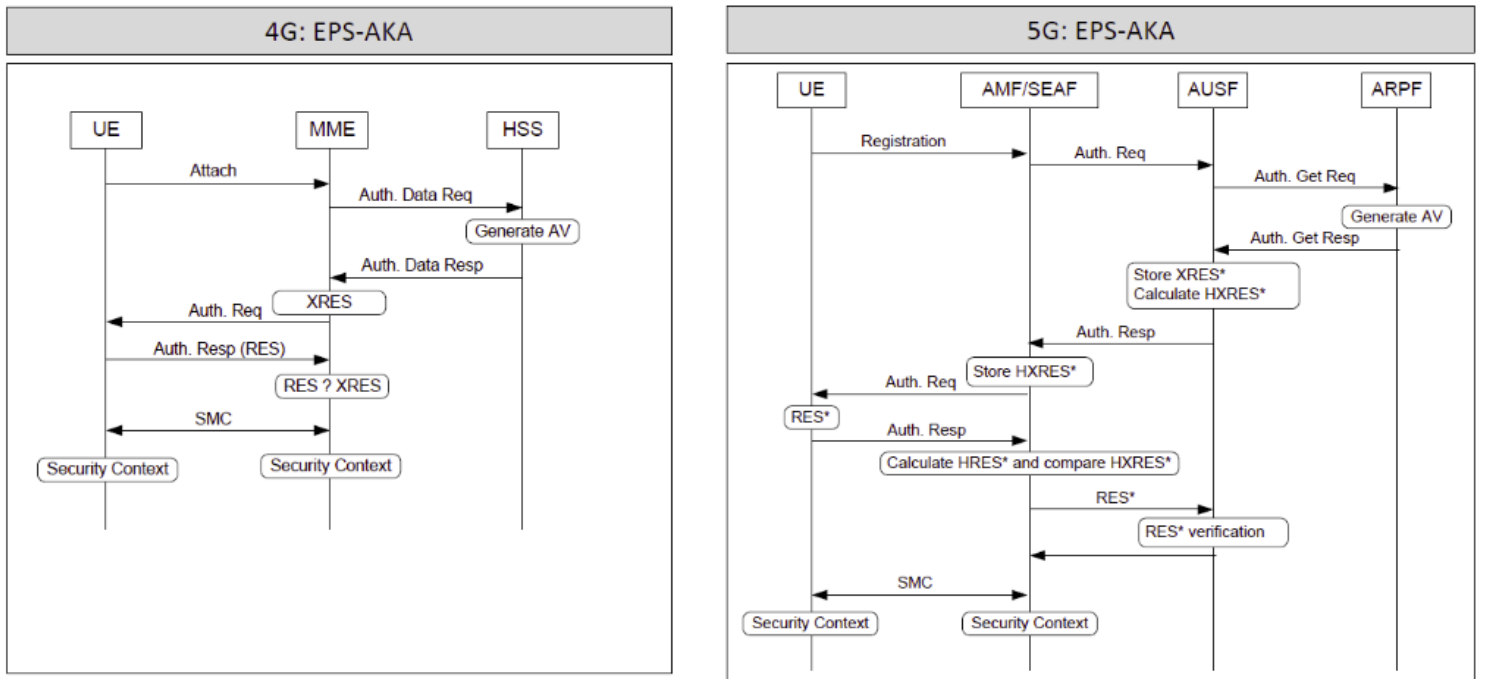 4G: EPS-AKA
UE
MME
HSS
Attach
Auth. Data Req
Generate AV
Auth. Data Resp
XRES
Auth. Req
Auth. Resp (RES)
RES ? XRES
SMC
Security Context
Security Context
5G: EPS-AKA
UE
AMF/SEAF
AUSF
ARPF
Registration
Auth. Req
Auth. Get Req
Generate AV
Auth. Get Resp
Store XRES*
Calculate HXRES*
Auth. Resp
Store HXRES*
Auth. Req
RES*
Auth. Resp
Calculate HRES* and compare HXRES*
RES*
RES* verification
SMC
Security Context
Security Context